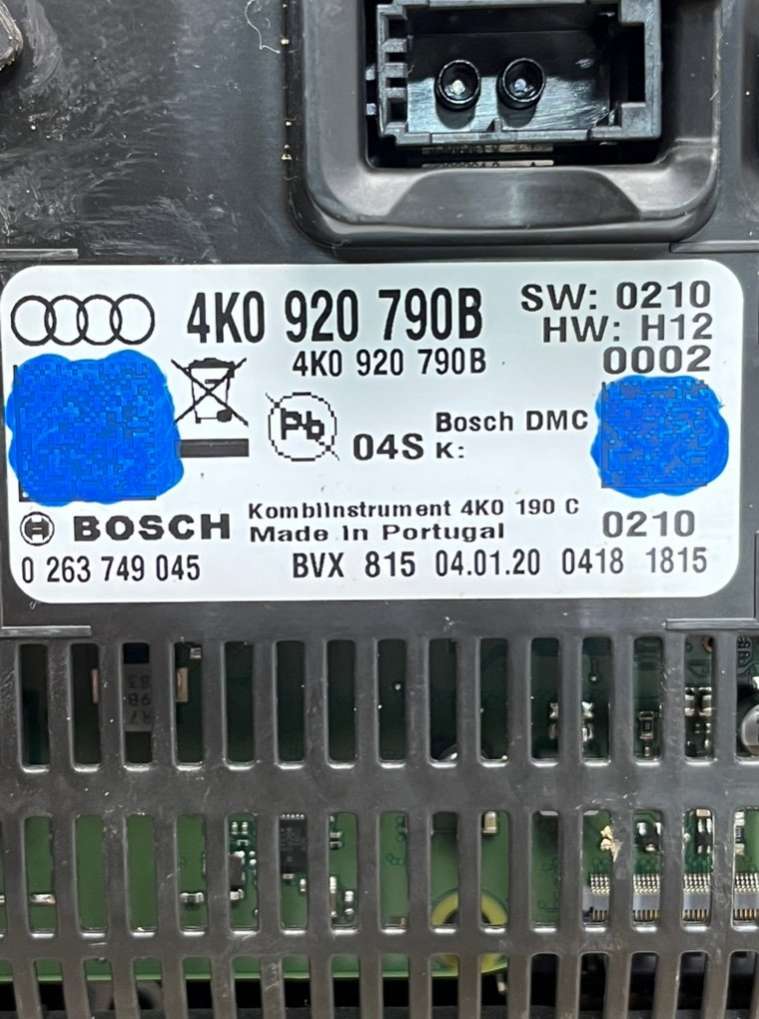 4K0 920 790B SW: 0210
HW: H12
4K0 920 790B 0002
Pb 04S Bosch DMC
K:
BOSCH KombiInstrument 4K0 190 C
Made In Portugal 0210
0 263 749 045 BVX 815 04.01.20 0418 1815